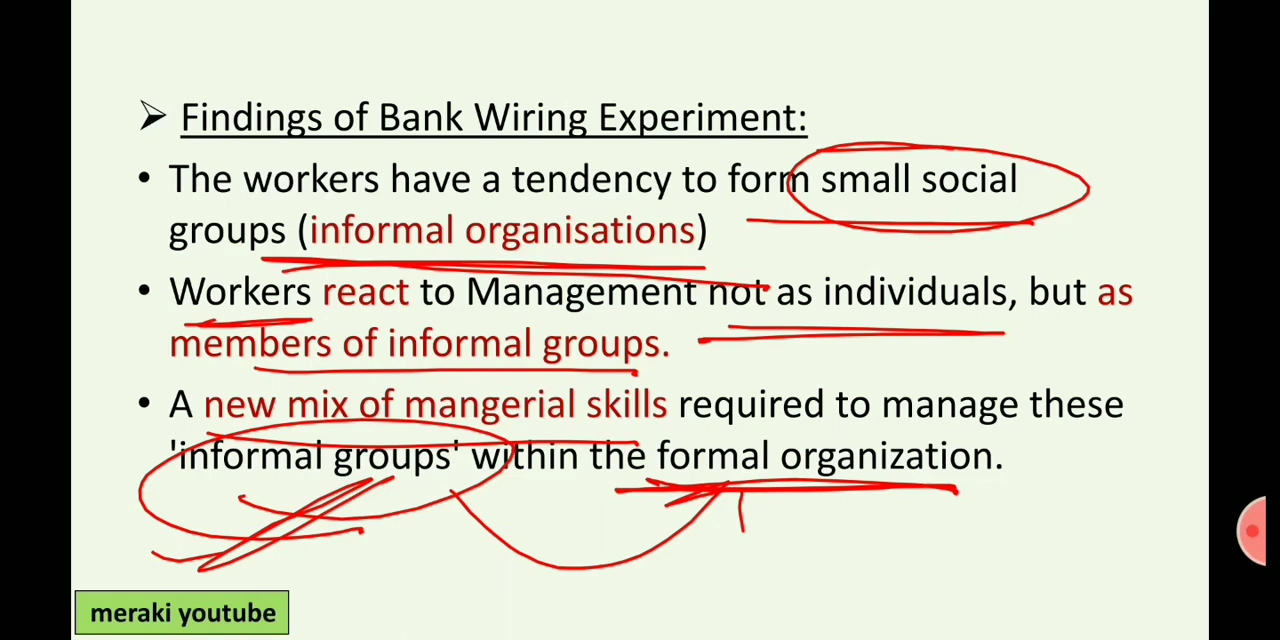 ➢ Findings of Bank Wiring Experiment:
• The workers have a tendency to form small social
groups (informal organisations)
• Workers react to Management not as individuals, but as
members of informal groups.
• A new mix of mangerial skills required to manage these
'informal groups' within the formal organization.
meraki youtube